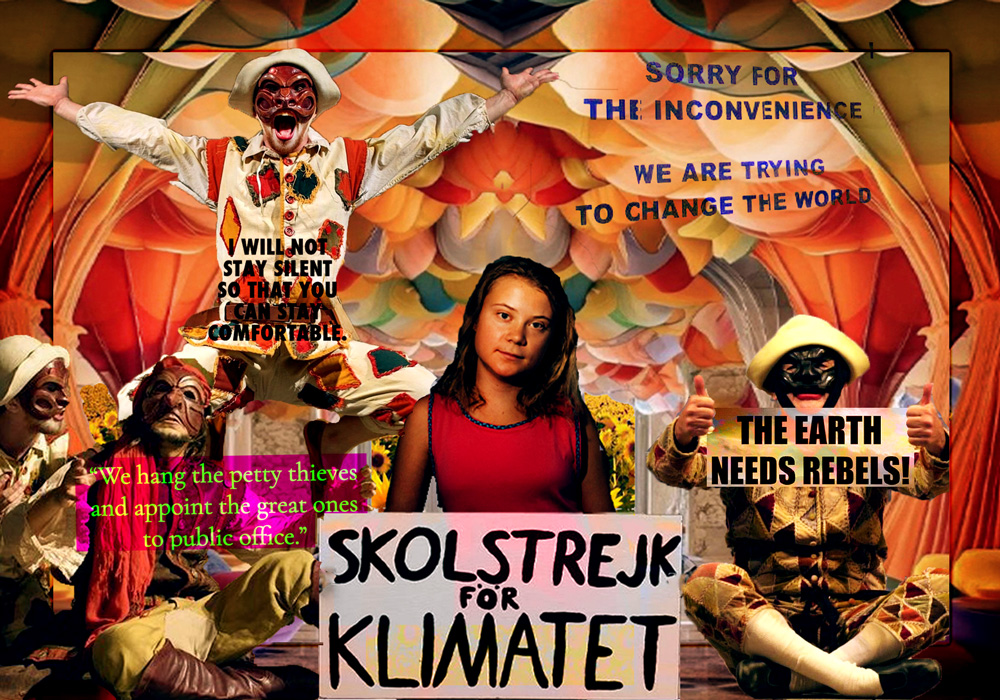 SORRY FOR
THE INCONVENIENCE
WE ARE TRYING
TO CHANGE THE WORLD
I WILL NOT
STAY SILENT
SO THAT YOU
CAN STAY
COMFORTABLE.
THE EARTH
NEEDS REBELS!
“We hang the petty thieves
and appoint the great ones
to public office.”
SKOLSTREJK
FÖR
KLIMATET